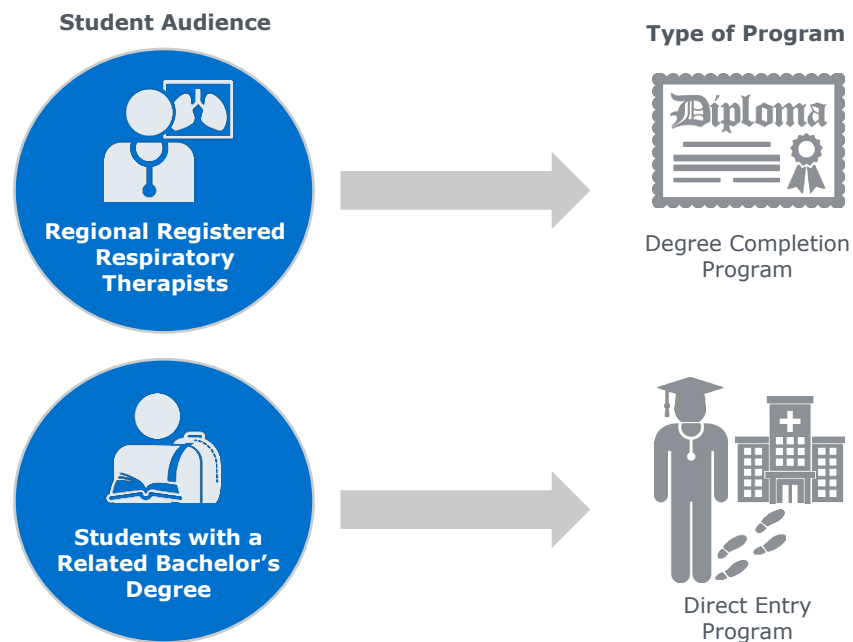 Student Audience
Type of Program
Diploma
Regional Registered
Respiratory
Therapists
Degree Completion
Program
Students with a
Related Bachelor’s
Degree
Direct Entry
Program